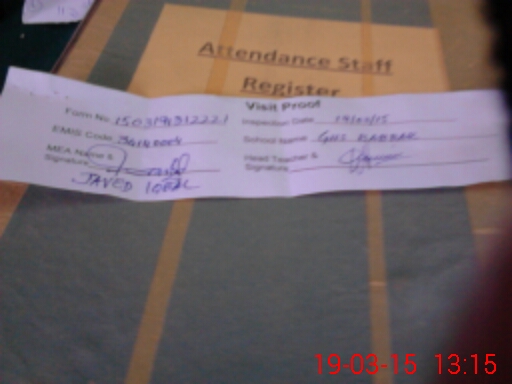 Attendance Staff
Register
Visit Proof
Form No. 1503191312221
Inspection Date 19/03/15
EMIS Code
School Name GHS
MEA Name &
Signature
Head Teacher &
Signature
JAVED IQBAL
19-03-15 13:15